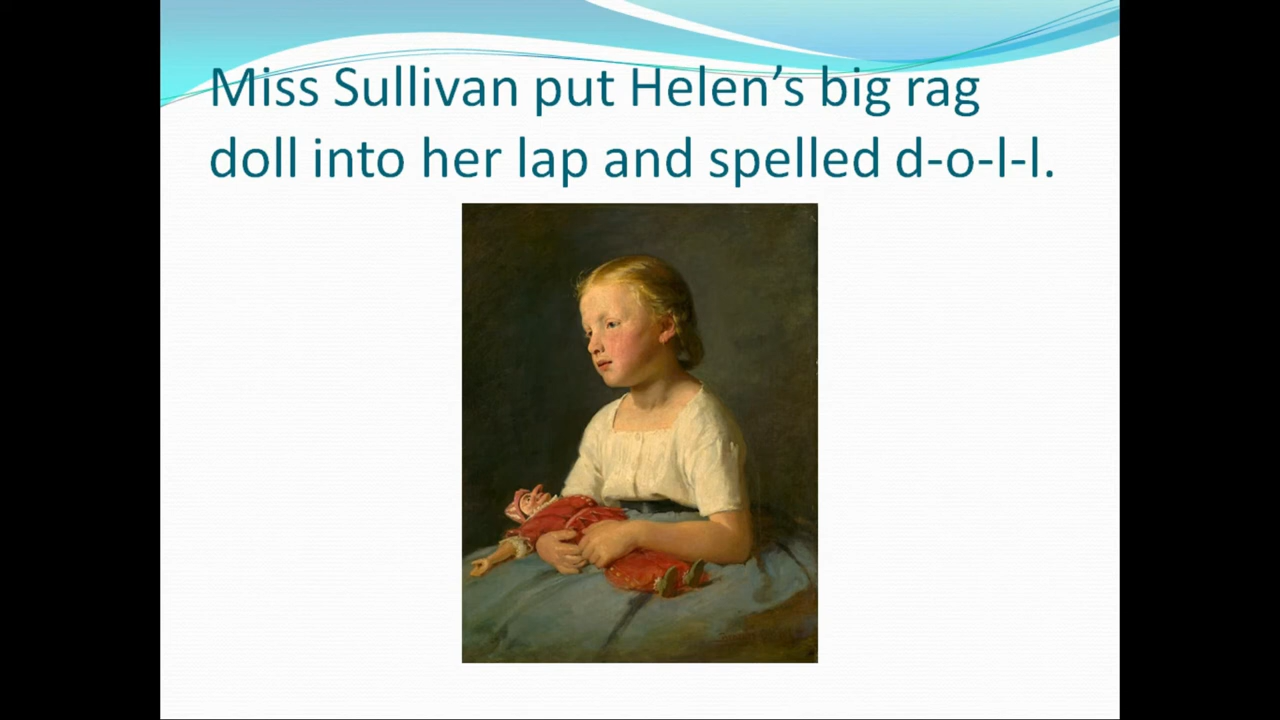 Miss Sullivan put Helen’s big rag
doll into her lap and spelled d-o-l-l.